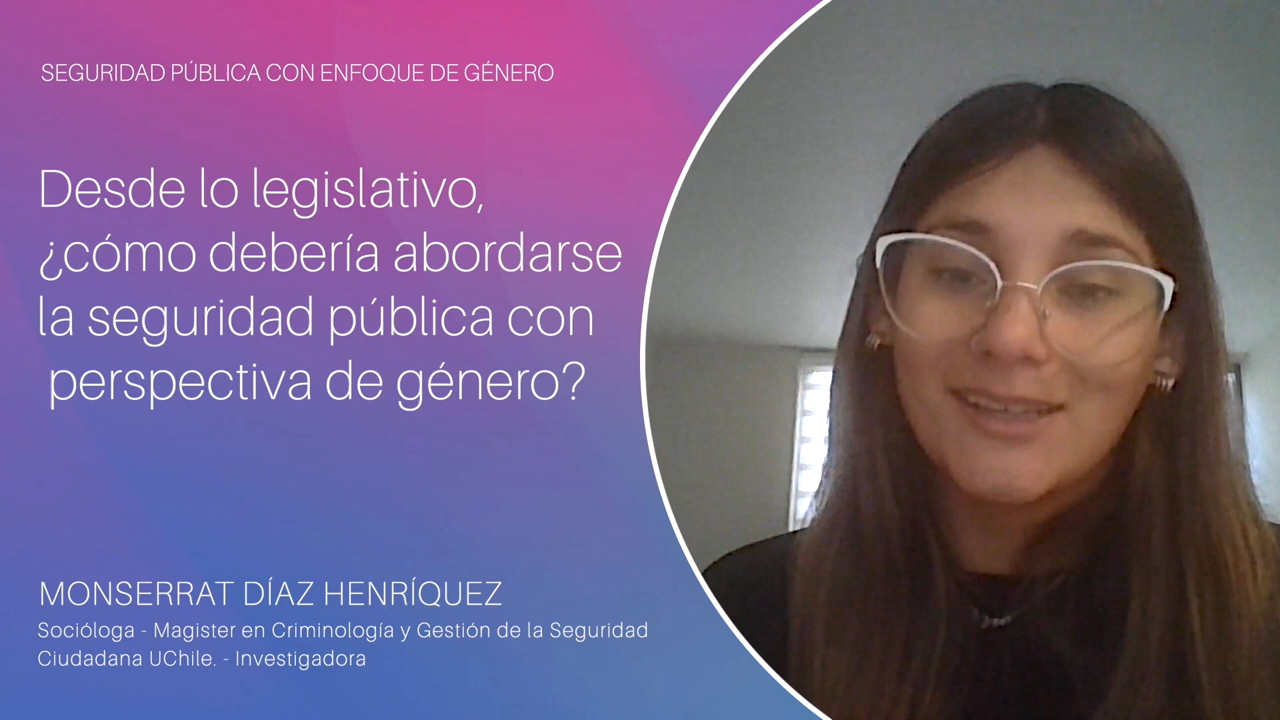 SEGURIDAD PÚBLICA CON ENFOQUE DE GÉNERO
Desde lo legislativo,
¿cómo debería abordarse
la seguridad pública con
perspectiva de género?
MONSERRAT DÍAZ HENRÍQUEZ
Socióloga - Magister en Criminología y Gestión de la Seguridad
Ciudadana UChile. - Investigadora